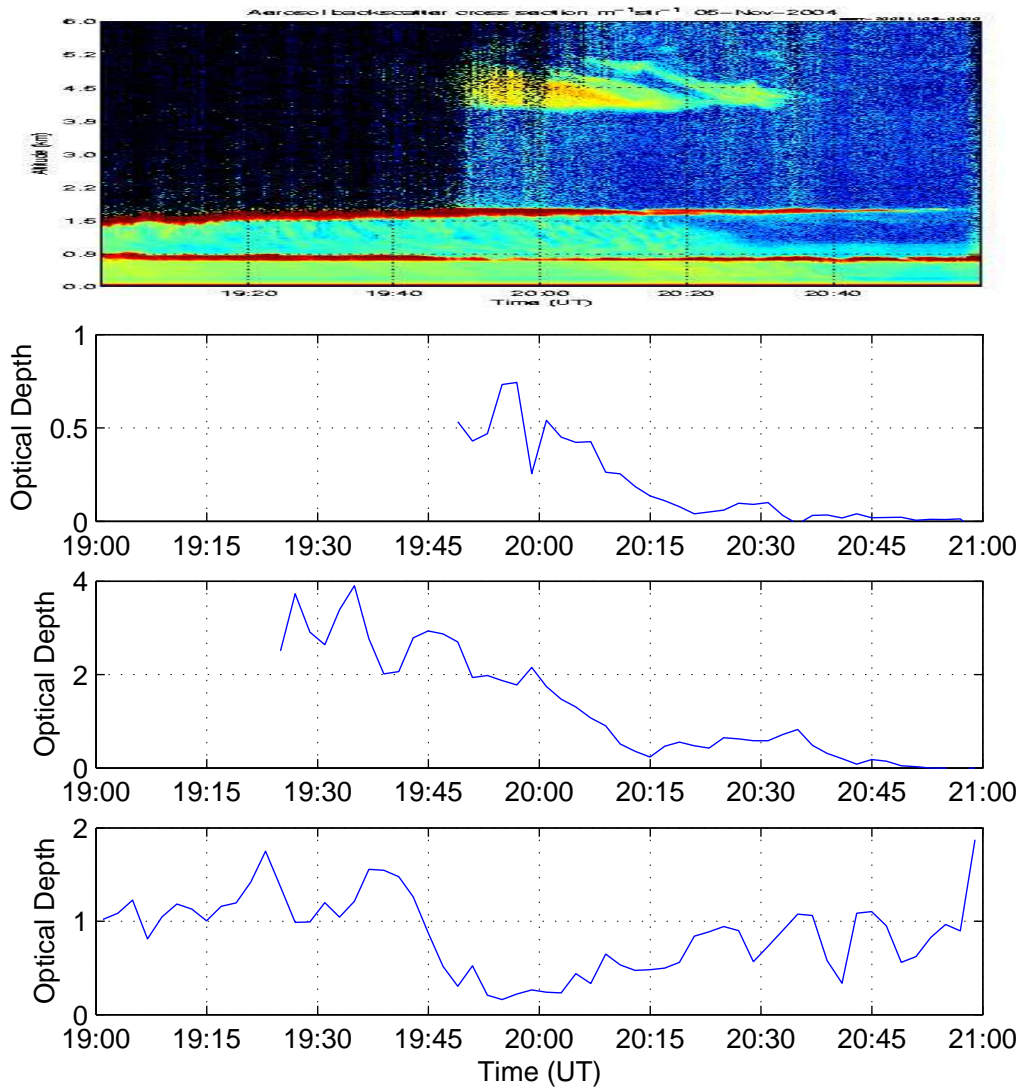 Aerosol backscatter cross section m⁻¹str⁻¹ 05-Nov-2004
6.0
5.2
4.5
3.9
3.0
2.2
1.5
0.9
0.0
Altitude (km)
19:20 19:40 20:00 20:20 20:40
Time (UT)
1
0.5
0
Optical Depth
19:00 19:15 19:30 19:45 20:00 20:15 20:30 20:45 21:00
4
2
0
Optical Depth
19:00 19:15 19:30 19:45 20:00 20:15 20:30 20:45 21:00
2
1
0
Optical Depth
19:00 19:15 19:30 19:45 20:00 20:15 20:30 20:45 21:00
Time (UT)